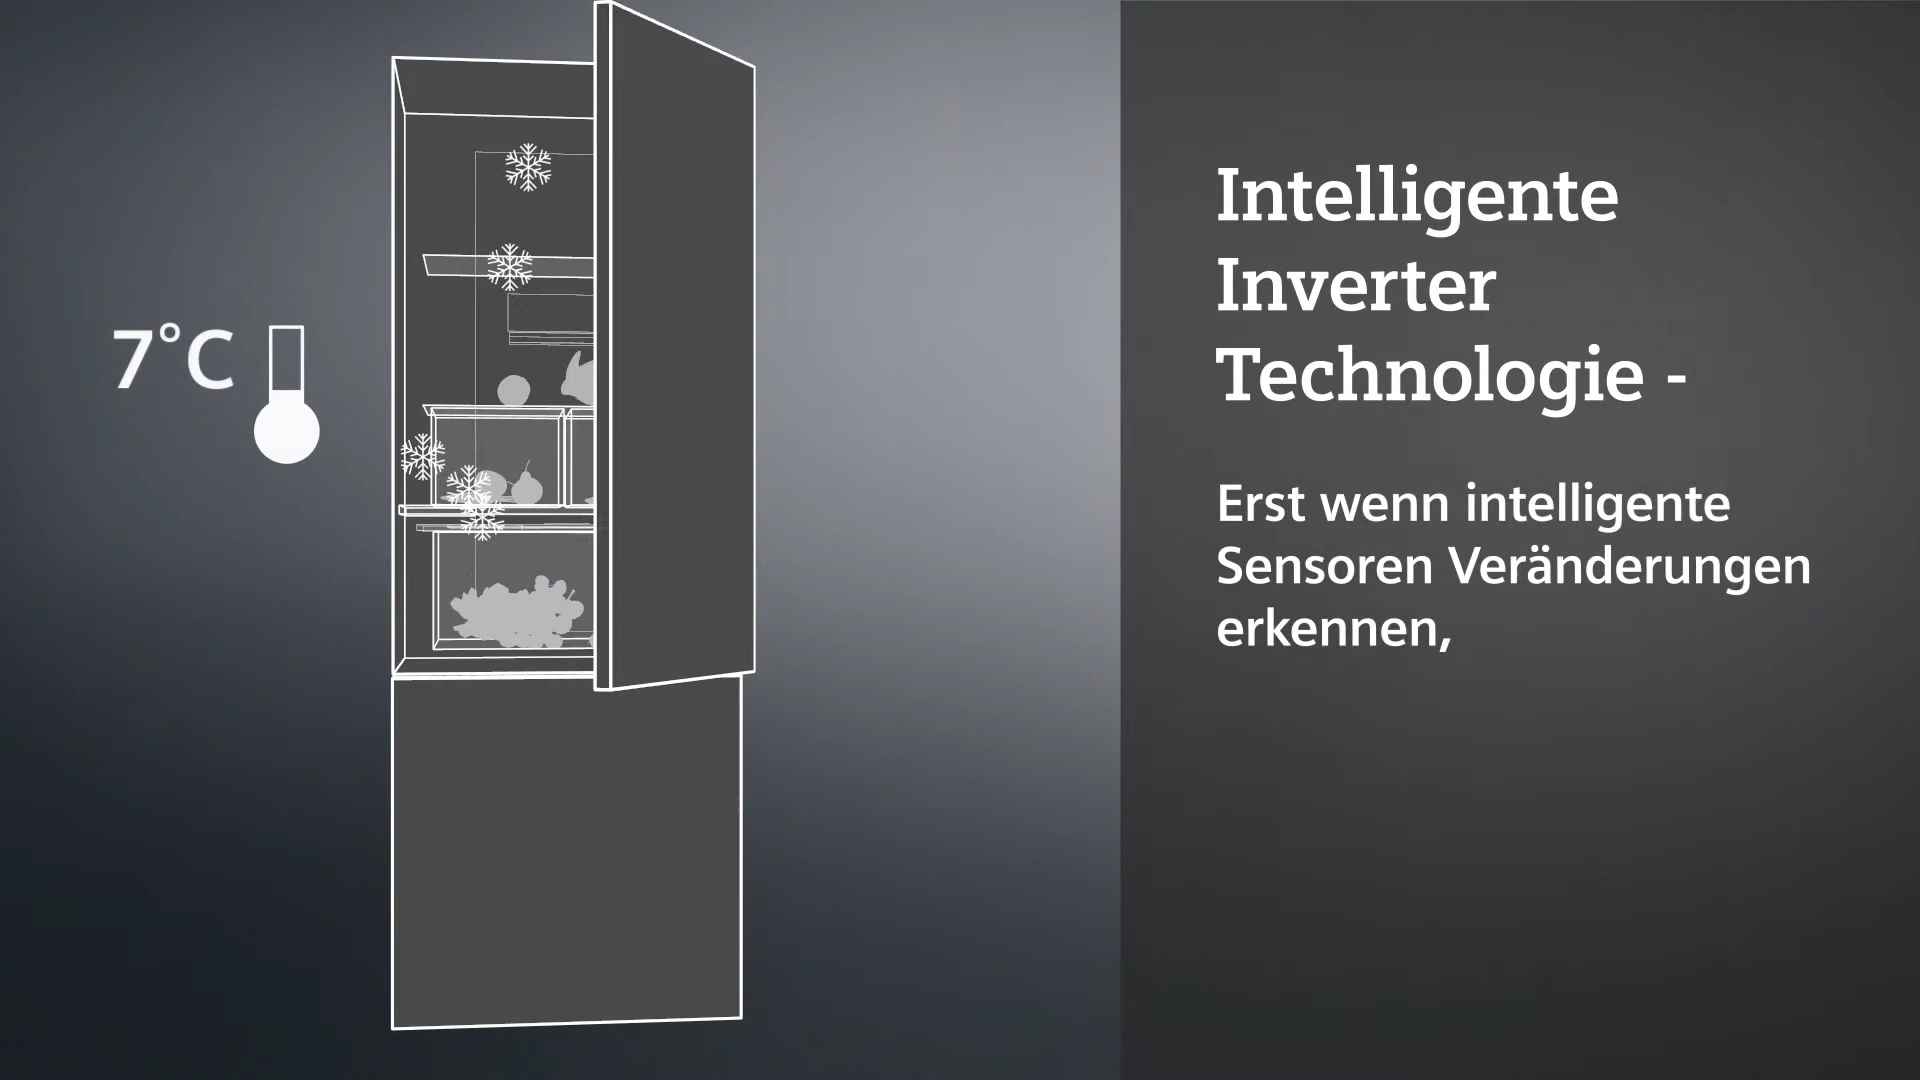 7°C
Intelligente
Inverter
Technologie -
Erst wenn intelligente
Sensoren Veränderungen
erkennen,